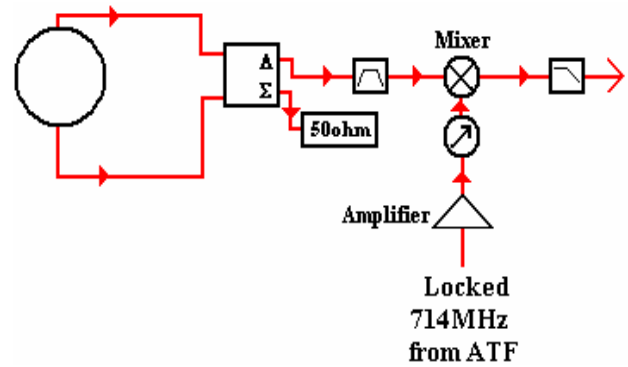 Mixer
A
Σ
50ohm
Amplifier
Locked
714MHz
from ATF